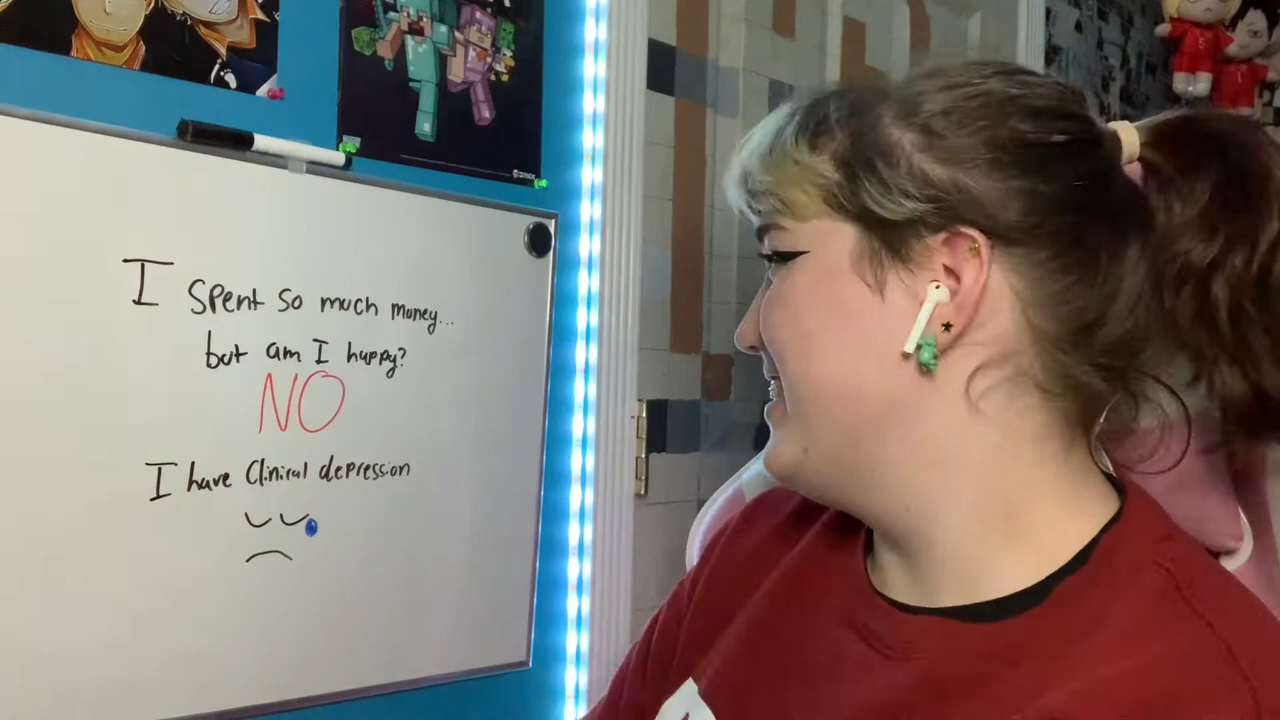 I spent so much money...
but am I happy?
NO
I have Clinical depression